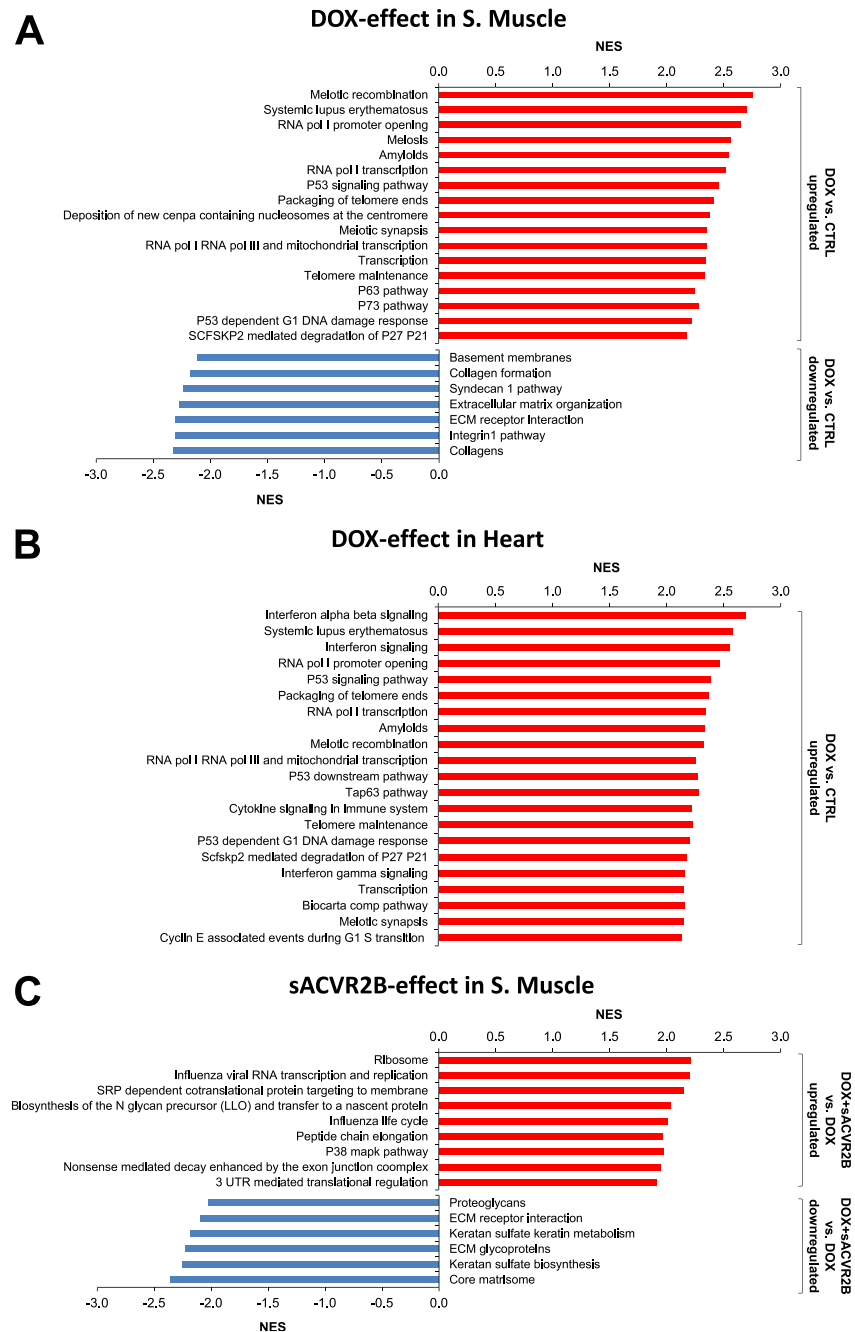 A
DOX-effect in S. Muscle
NES
0.0 0.5 1.0 1.5 2.0 2.5 3.0
Meiotic recombination
Systemic lupus erythematosus
RNA pol I promoter opening
Meiosis
Amyloids
RNA pol I transcription
P53 signaling pathway
Packaging of telomere ends
Deposition of new cenpa containing nucleosomes at the centromere
Meiotic synapsis
RNA pol I RNA pol III and mitochondrial transcription
Transcription
Telomere maintenance
P63 pathway
P73 pathway
P53 dependent G1 DNA damage response
SCFSKP2 mediated degradation of P27 P21
DOX vs. CTRL
upregulated
Basement membranes
Collagen formation
Syndecan 1 pathway
Extracellular matrix organization
ECM receptor interaction
Integrin1 pathway
Collagens
DOX vs. CTRL
downregulated
-3.0 -2.5 -2.0 -1.5 -1.0 -0.5 0.0
NES
B
DOX-effect in Heart
NES
0.0 0.5 1.0 1.5 2.0 2.5 3.0
Interferon alpha beta signaling
Systemic lupus erythematosus
Interferon signaling
RNA pol I promoter opening
P53 signaling pathway
Packaging of telomere ends
RNA pol I transcription
Amyloids
Meiotic recombination
RNA pol I RNA pol III and mitochondrial transcription
P53 downstream pathway
Tap63 pathway
Cytokine signaling in immune system
Telomere maintenance
P53 dependent G1 DNA damage response
Scfskp2 mediated degradation of P27 P21
Interferon gamma signaling
Transcription
Biocarta comp pathway
Meiotic synapsis
Cyclin E associated events during G1 S transition
DOX vs. CTRL
upregulated
C
sACVR2B-effect in S. Muscle
NES
0.0 0.5 1.0 1.5 2.0 2.5 3.0
Ribosome
Influenza viral RNA transcription and replication
SRP dependent cotranslational protein targeting to membrane
Biosynthesis of the N glycan precursor (LLO) and transfer to a nascent protein
Influenza life cycle
Peptide chain elongation
P38 mapk pathway
Nonsense mediated decay enhanced by the exon junction coomplex
3 UTR mediated translational regulation
DOX+sACVR2B
vs. DOX
upregulated
Proteoglycans
ECM receptor interaction
Keratan sulfate keratin metabolism
ECM glycoproteins
Keratan sulfate biosynthesis
Core matrisome
DOX+sACVR2B
vs. DOX
downregulated
-3.0 -2.5 -2.0 -1.5 -1.0 -0.5 0.0
NES